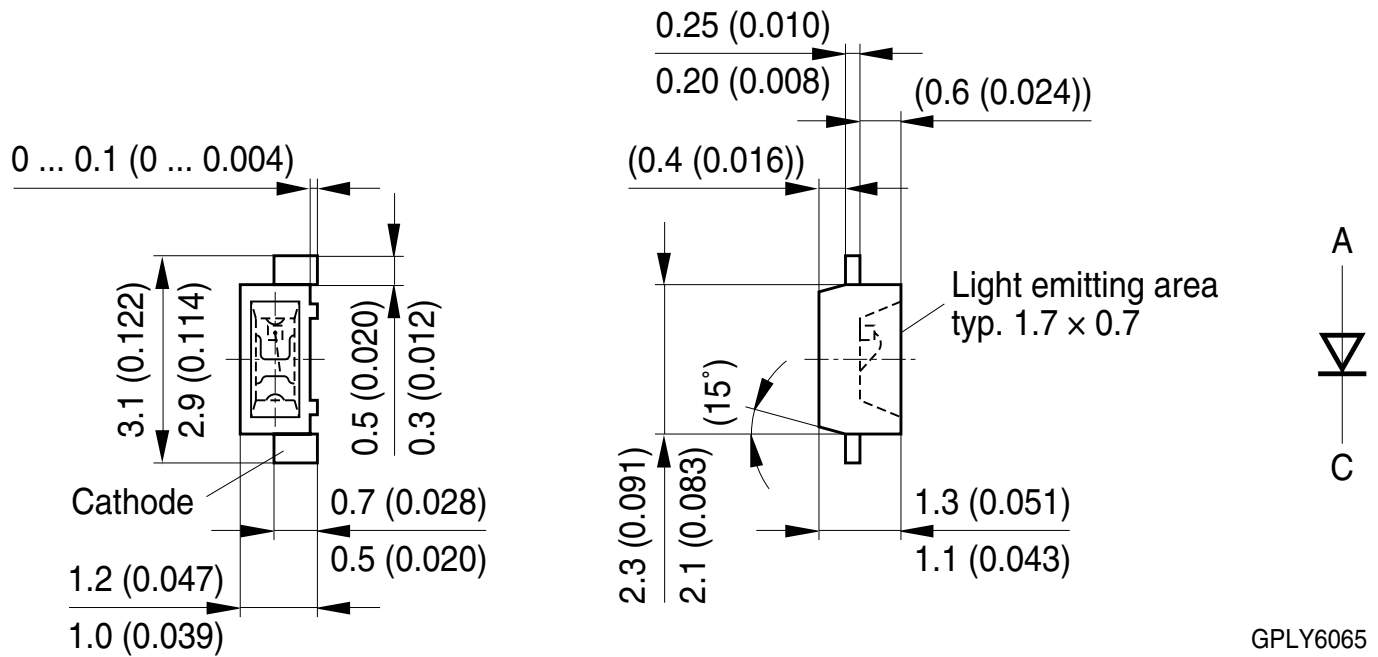 0.25 (0.010)
0.20 (0.008)
(0.6 (0.024))
0 ... 0.1 (0 ... 0.004)
(0.4 (0.016))
3.1 (0.122)
2.9 (0.114)
0.5 (0.020)
0.3 (0.012)
Cathode
0.7 (0.028)
0.5 (0.020)
1.2 (0.047)
1.0 (0.039)
Light emitting area
typ. 1.7 × 0.7
(15˚)
2.3 (0.091)
2.1 (0.083)
1.3 (0.051)
1.1 (0.043)
A
C
GPLY6065